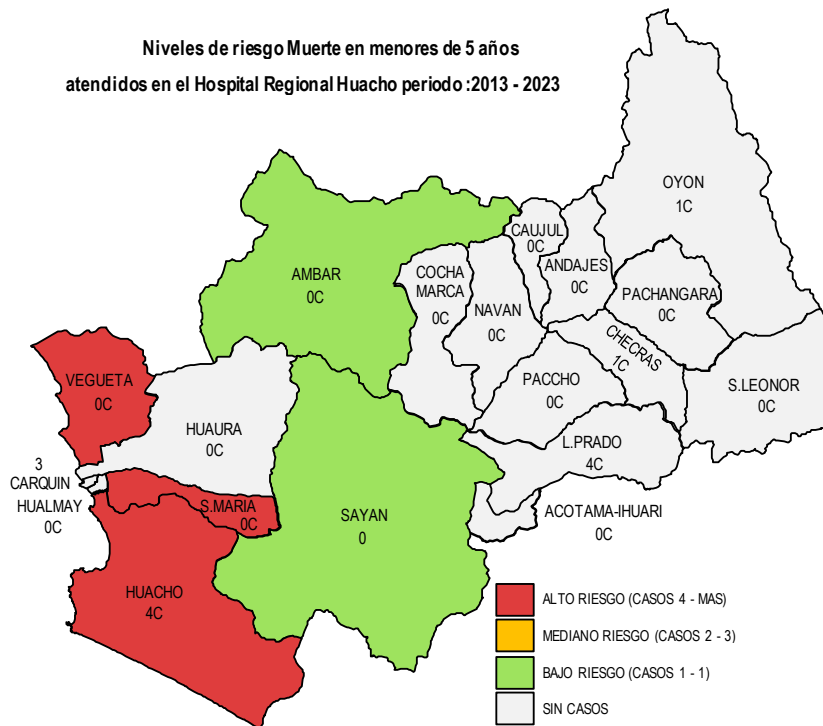 Niveles de riesgo Muerte en menores de 5 años
atendidos en el Hospital Regional Huacho periodo :2013 - 2023
OYON
1C
CAUJUL
0C
ANDAJES
0C
AMBAR
0C
COCHA
MARCA
0C
NAVAN
0C
PACHANGARA
0C
CHECRAS
1C
VEGUETA
0C
PACCHO
0C
S.LEONOR
0C
HUAURA
0C
L.PRADO
4C
3
CARQUIN
HUALMAY
0C
S.MARIA
0C
SAYAN
0
ACOTAMA-IHUARI
0C
HUACHO
4C
ALTO RIESGO (CASOS 4 - MAS)
MEDIANO RIESGO (CASOS 2 - 3)
BAJO RIESGO (CASOS 1 - 1)
SIN CASOS